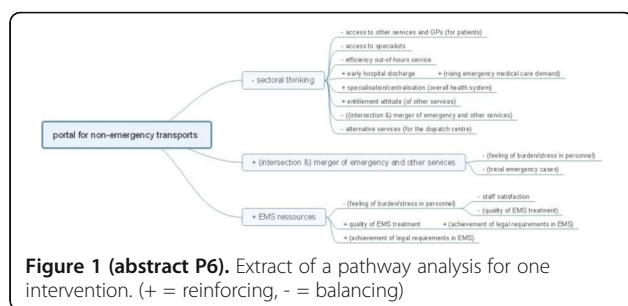 - access to other services and GPs (for patients)
- access to specialists
- efficiency out-of-hours service
- sectoral thinking
+ early hospital discharge + (rising emergency medical care demand)
+ specialisation/centralisation (overall health system)
+ entitlement attitude (of other services)
- ((intersection &) merger of emergency and other services)
- alternative services (for the dispatch centre)
portal for non-emergency transports
+ (intersection &) merger of emergency and other services
- (feeling of burden/stress in personnel)
- (trivial emergency cases)
+ EMS ressources
- (feeling of burden/stress in personnel)
- staff satisfaction
- (quality of EMS treatment)
+ quality of EMS treatment + (achievement of legal requirements in EMS)
+ (achievement of legal requirements in EMS)
Figure 1 (abstract P6). Extract of a pathway analysis for one
intervention. (+ = reinforcing, - = balancing)